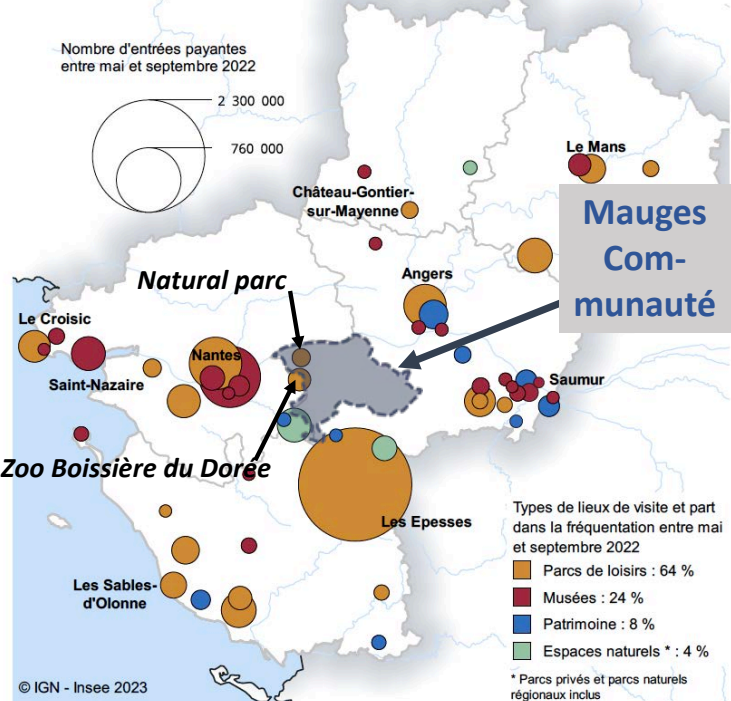 Nombre d'entrées payantes
entre mai et septembre 2022
2 300 000
760 000
Le Mans
Château-Gontier-
sur-Mayenne
Mauges
Com-
munauté
Natural parc
Angers
Le Croisic
Nantes
Saint-Nazaire
Saumur
Zoo Boissière du Dorée
Les Epesses
Les Sables-
d'Olonne
Types de lieux de visite et part
dans la fréquentation entre mai
et septembre 2022
Parcs de loisirs : 64 %
Musées : 24 %
Patrimoine : 8 %
Espaces naturels * : 4 %
* Parcs privés et parcs naturels
régionaux inclus
© IGN - Insee 2023